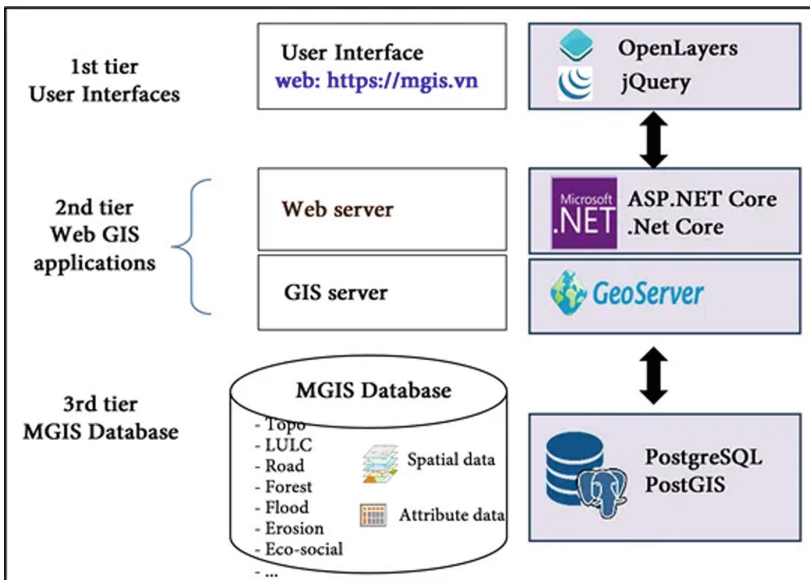 1st tier
User Interfaces
User Interface
web: https://mgis.vn
OpenLayers
jQuery
2nd tier
Web GIS
applications
Web server
Microsoft
.NET
ASP.NET Core
.Net Core
GIS server
GeoServer
3rd tier
MGIS Database
MGIS Database
- Topo
- LULC
- Road
- Forest
- Flood
- Erosion
- Eco-social
- ...
Spatial data
Attribute data
PostgreSQL
PostGIS